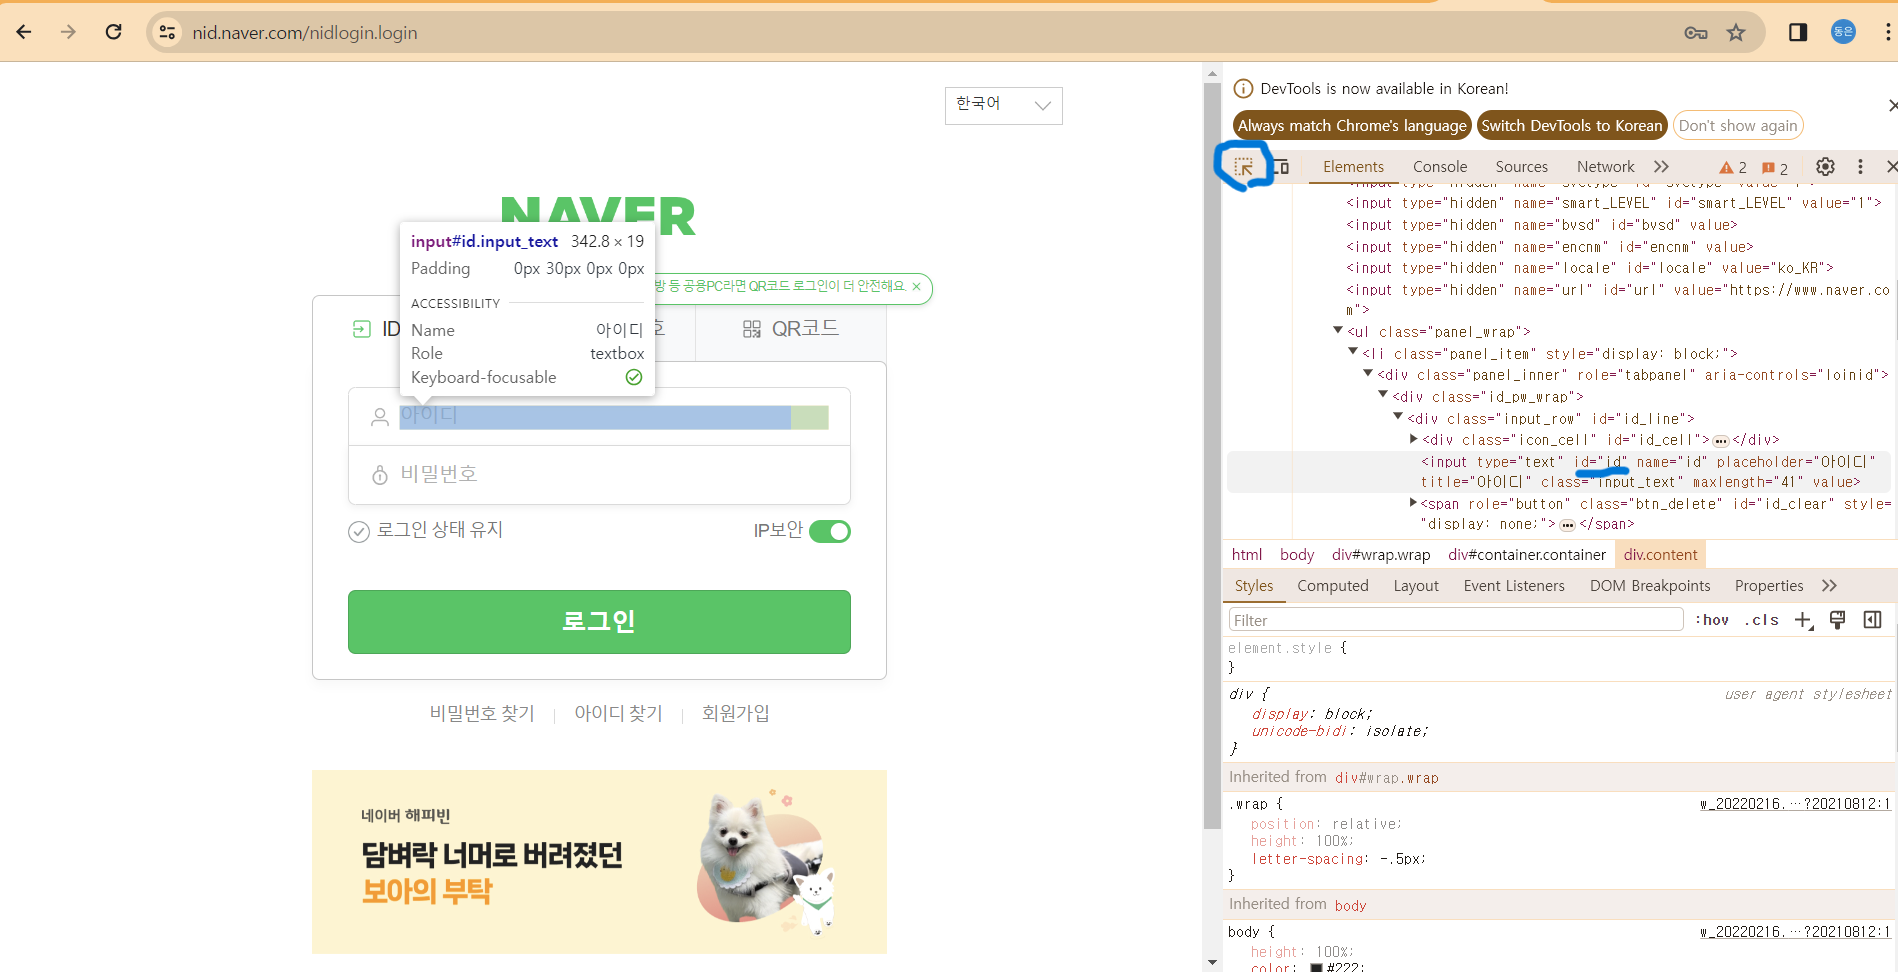 nid.naver.com/nidlogin.login
동은
한국어
NAVER
input#id.input_text 342.8 × 19
Padding 0px 30px 0px 0px
ACCESSIBILITY
Name 아이디
Role textbox
Keyboard-focusable
방 등 공용PC라면 QR코드 로그인이 더 안전해요. ×
ID
QR코드
아이디
비밀번호
로그인 상태 유지
IP보안
로그인
비밀번호 찾기
아이디 찾기
회원가입
네이버 해피빈
담벼락 너머로 버려졌던
보아의 부탁
DevTools is now available in Korean!
Always match Chrome's language
Switch DevTools to Korean
Don't show again
Elements Console Sources Network » 2 2
<input type="hidden" name="svctype" id="svctype" value="1">
<input type="hidden" name="smart_LEVEL" id="smart_LEVEL" value="1">
<input type="hidden" name="bvsd" id="bvsd" value>
<input type="hidden" name="encnm" id="encnm" value>
<input type="hidden" name="locale" id="locale" value="ko_KR">
<input type="hidden" name="url" id="url" value="https://www.naver.co
m">
<ul class="panel_wrap">
<li class="panel_item" style="display: block;">
<div class="panel_inner" role="tabpanel" aria-controls="loinid">
<div class="id_pw_wrap">
<div class="input_row" id="id_line">
<div class="icon_cell" id="id_cell">…</div>
<input type="text" id="id" name="id" placeholder="아이디"
title="아이디" class="input_text" maxlength="41" value>
<span role="button" class="btn_delete" id="id_clear" style=
"display: none;">…</span>
html body div#wrap.wrap div#container.container div.content
Styles Computed Layout Event Listeners DOM Breakpoints Properties »
Filter :hov .cls
element.style {
}
div { user agent stylesheet
display: block;
unicode-bidi: isolate;
}
Inherited from div#wrap.wrap
.wrap { w_20220216.…?20210812:1
position: relative;
height: 100%;
letter-spacing: -.5px;
}
Inherited from body
body { w_20220216.…?20210812:1
height: 100%;
color: #222;